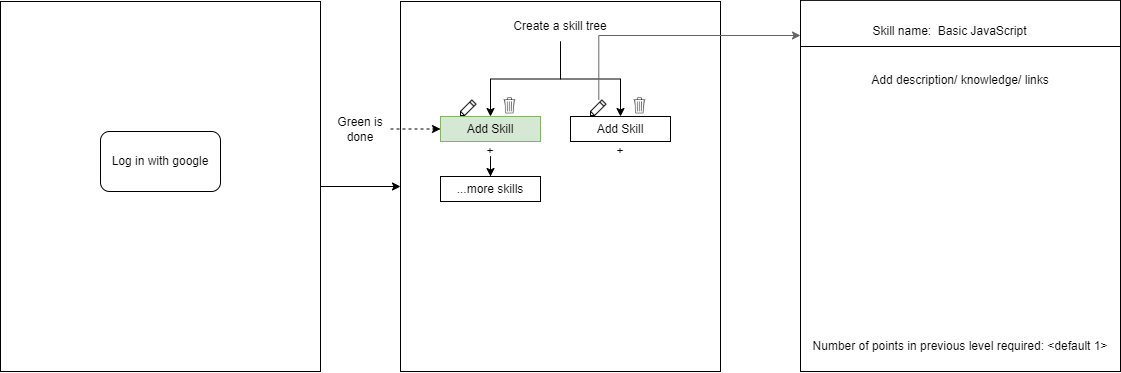 Log in with google
Create a skill tree
Green is
done
Add Skill
Add Skill
+
+
...more skills
Skill name:  Basic JavaScript
Add description/ knowledge/ links
Number of points in previous level required: <default 1>